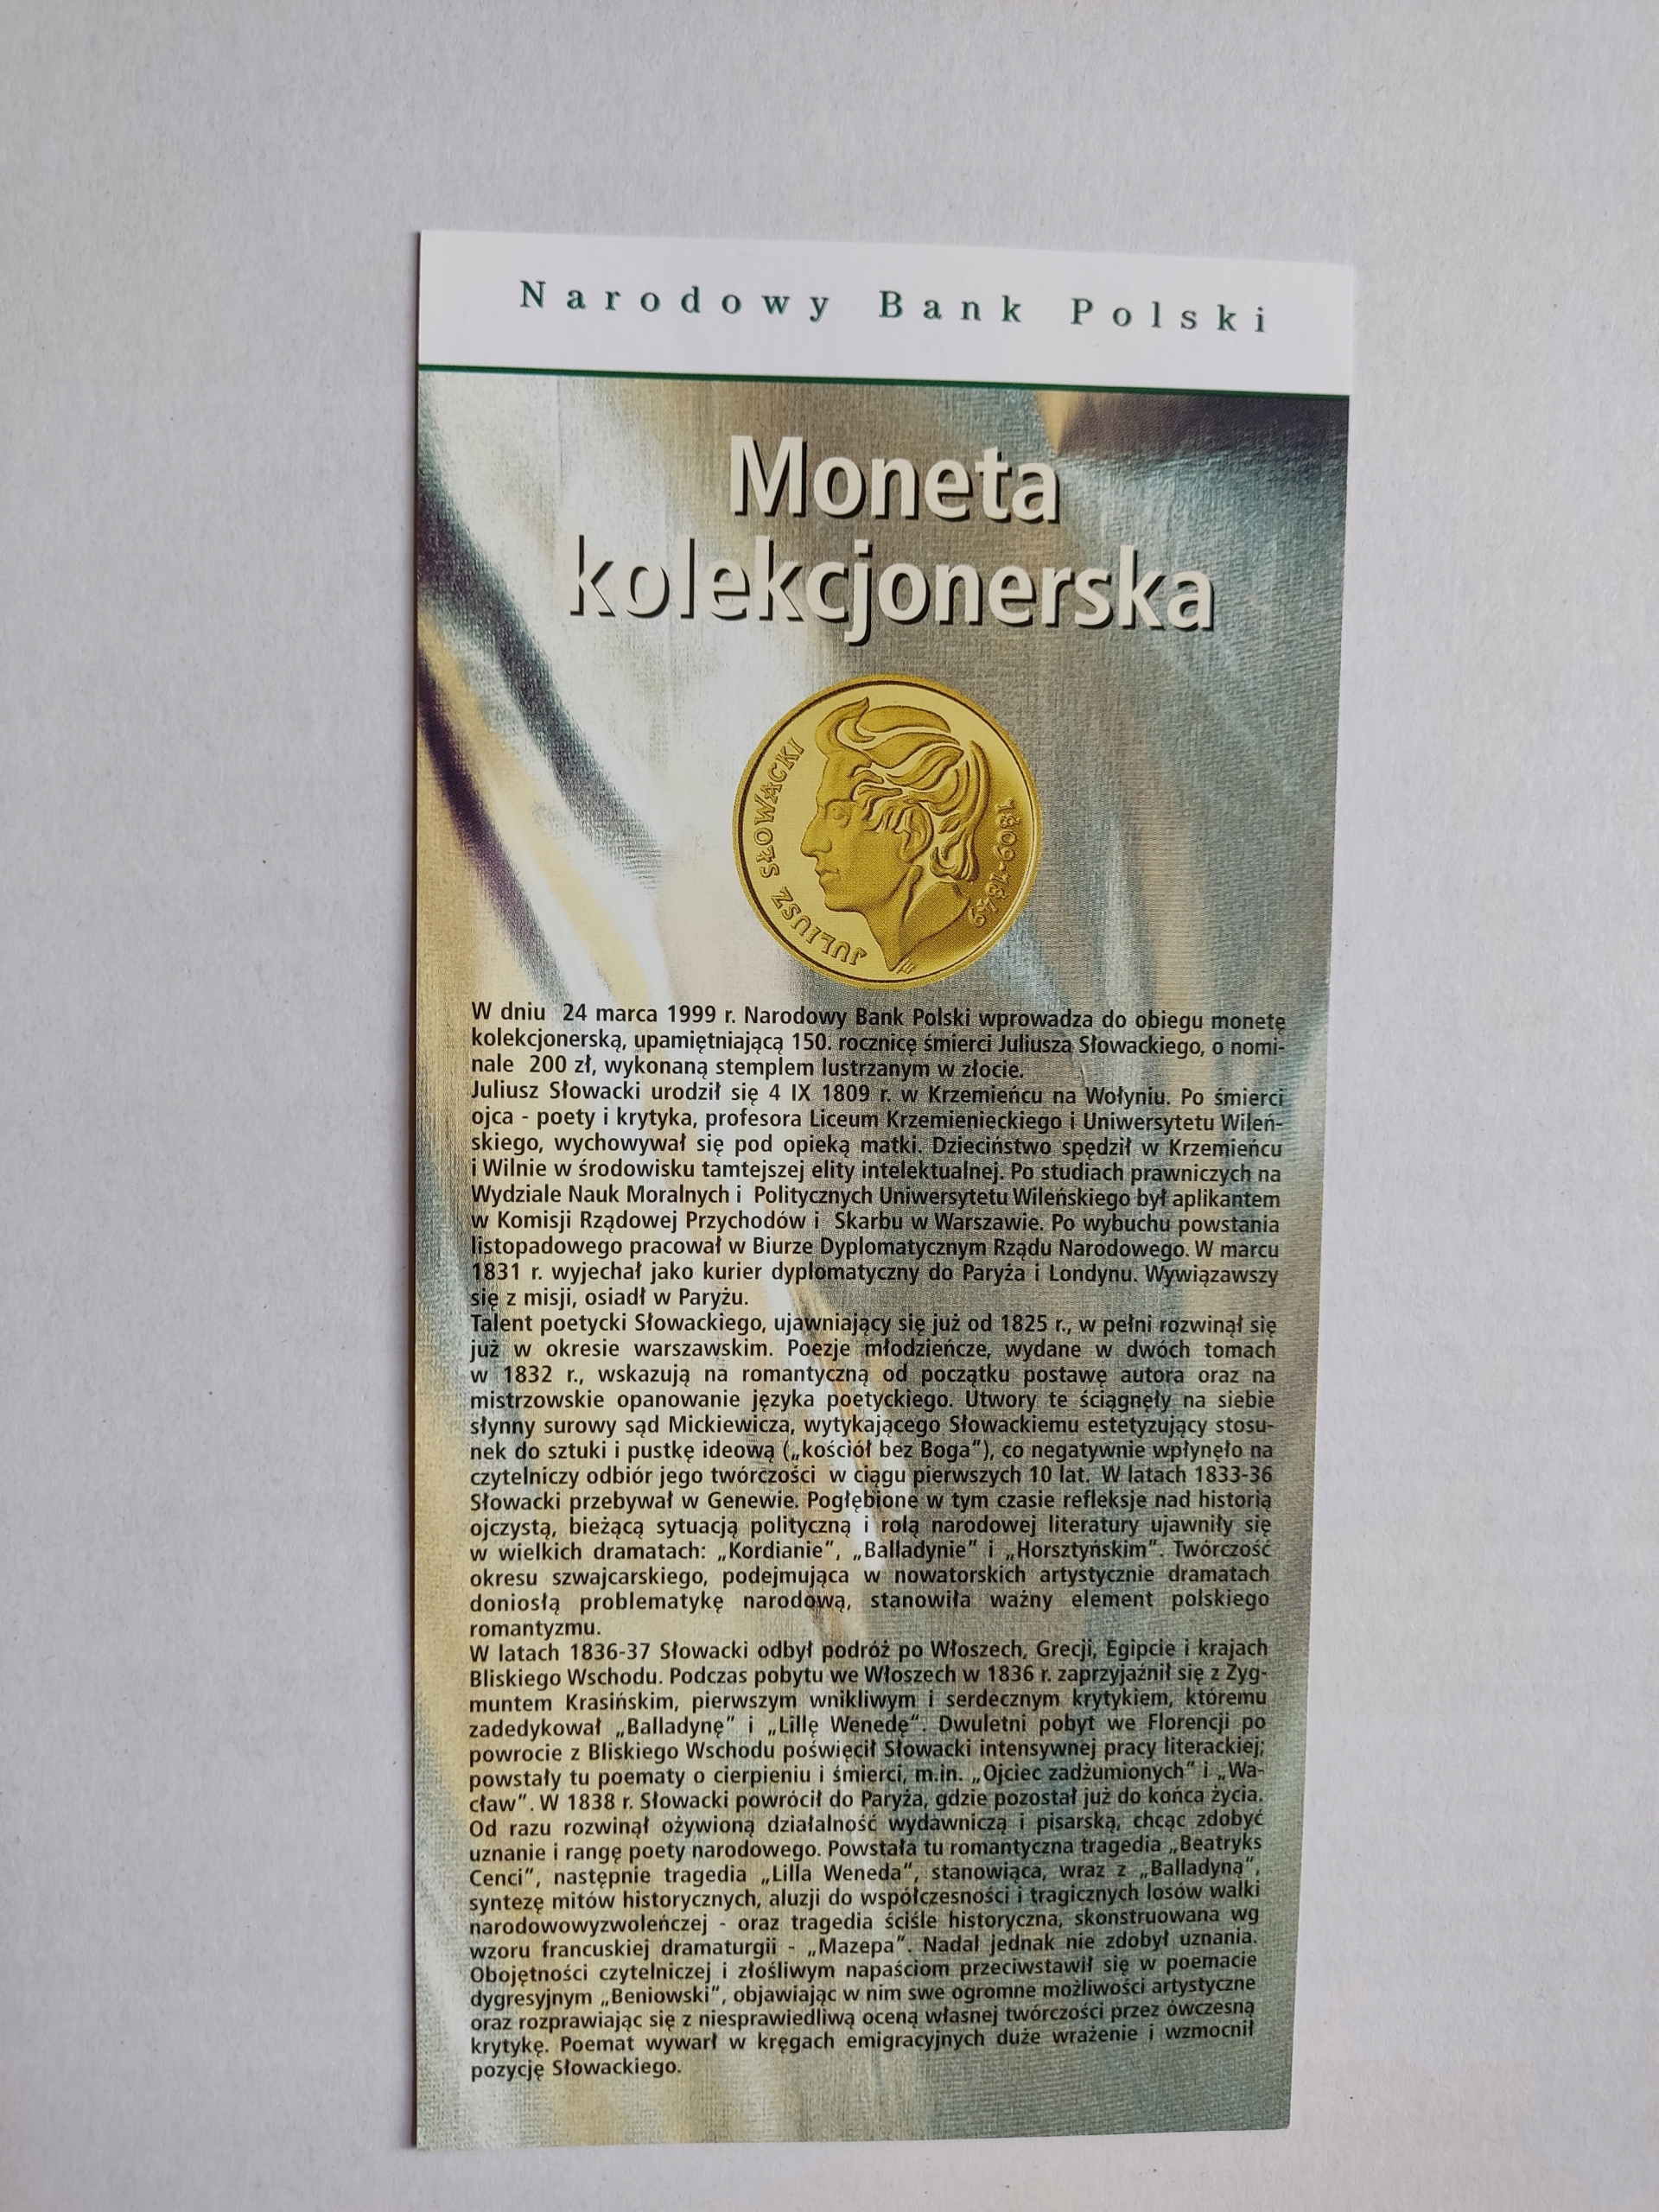 Narodowy Bank Polski
Moneta
kolekcjonerska
JULIUSZ SŁOWACKI
1809-1849
W dniu 24 marca 1999 r. Narodowy Bank Polski wprowadza do obiegu monetę
kolekcjonerską, upamiętniającą 150. rocznicę śmierci Juliusza Słowackiego, o nomi-
nale 200 zł, wykonaną stemplem lustrzanym w złocie.
Juliusz Słowacki urodził się 4 IX 1809 r. w Krzemieńcu na Wołyniu. Po śmierci
ojca - poety i krytyka, profesora Liceum Krzemienieckiego i Uniwersytetu Wileń-
skiego, wychowywał się pod opieką matki. Dzieciństwo spędził w Krzemieńcu
i Wilnie w środowisku tamtejszej elity intelektualnej. Po studiach prawniczych na
Wydziale Nauk Moralnych i Politycznych Uniwersytetu Wileńskiego był aplikantem
w Komisji Rządowej Przychodów i Skarbu w Warszawie. Po wybuchu powstania
listopadowego pracował w Biurze Dyplomatycznym Rządu Narodowego. W marcu
1831 r. wyjechał jako kurier dyplomatyczny do Paryża i Londynu. Wywiązawszy
się z misji, osiadł w Paryżu.
Talent poetycki Słowackiego, ujawniający się już od 1825 r., w pełni rozwinął się
już w okresie warszawskim. Poezje młodzieńcze, wydane w dwóch tomach
w 1832 r., wskazują na romantyczną od początku postawę autora oraz na
mistrzowskie opanowanie języka poetyckiego. Utwory te ściągnęły na siebie
słynny surowy sąd Mickiewicza, wytykającego Słowackiemu estetyzujący stosu-
nek do sztuki i pustkę ideową („kościół bez Boga”), co negatywnie wpłynęło na
czytelniczy odbiór jego twórczości w ciągu pierwszych 10 lat. W latach 1833-36
Słowacki przebywał w Genewie. Pogłębione w tym czasie refleksje nad historią
ojczystą, bieżącą sytuacją polityczną i rolą narodowej literatury ujawniły się
w wielkich dramatach: „Kordianie”, „Balladynie” i „Horsztyńskim”. Twórczość
okresu szwajcarskiego, podejmująca w nowatorskich artystycznie dramatach
doniosłą problematykę narodową, stanowiła ważny element polskiego
romantyzmu.
W latach 1836-37 Słowacki odbył podróż po Włoszech, Grecji, Egipcie i krajach
Bliskiego Wschodu. Podczas pobytu we Włoszech w 1836 r. zaprzyjaźnił się z Zyg-
muntem Krasińskim, pierwszym wnikliwym i serdecznym krytykiem, któremu
zadedykował „Balladynę” i „Lillę Wenedę”. Dwuletni pobyt we Florencji po
powrocie z Bliskiego Wschodu poświęcił Słowacki intensywnej pracy literackiej;
powstały tu poematy o cierpieniu i śmierci, m.in. „Ojciec zadżumionych” i „Wa-
cław”. W 1838 r. Słowacki powrócił do Paryża, gdzie pozostał już do końca życia.
Od razu rozwinął ożywioną działalność wydawniczą i pisarską, chcąc zdobyć
uznanie i rangę poety narodowego. Powstała tu romantyczna tragedia „Beatryks
Cenci”, następnie tragedia „Lilla Weneda”, stanowiąca, wraz z „Balladyną”,
syntezę mitów historycznych, aluzji do współczesności i tragicznych losów walki
narodowowyzwoleńczej - oraz tragedia ściśle historyczna, skonstruowana wg
wzoru francuskiej dramaturgii - „Mazepa”. Nadal jednak nie zdobył uznania.
Obojętności czytelniczej i złośliwym napaściom przeciwstawił się w poemacie
dygresyjnym „Beniowski”, objawiając w nim swe ogromne możliwości artystyczne
oraz rozprawiając się z niesprawiedliwą oceną własnej twórczości przez ówczesną
krytykę. Poemat wywarł w kręgach emigracyjnych duże wrażenie i wzmocnił
pozycję Słowackiego.